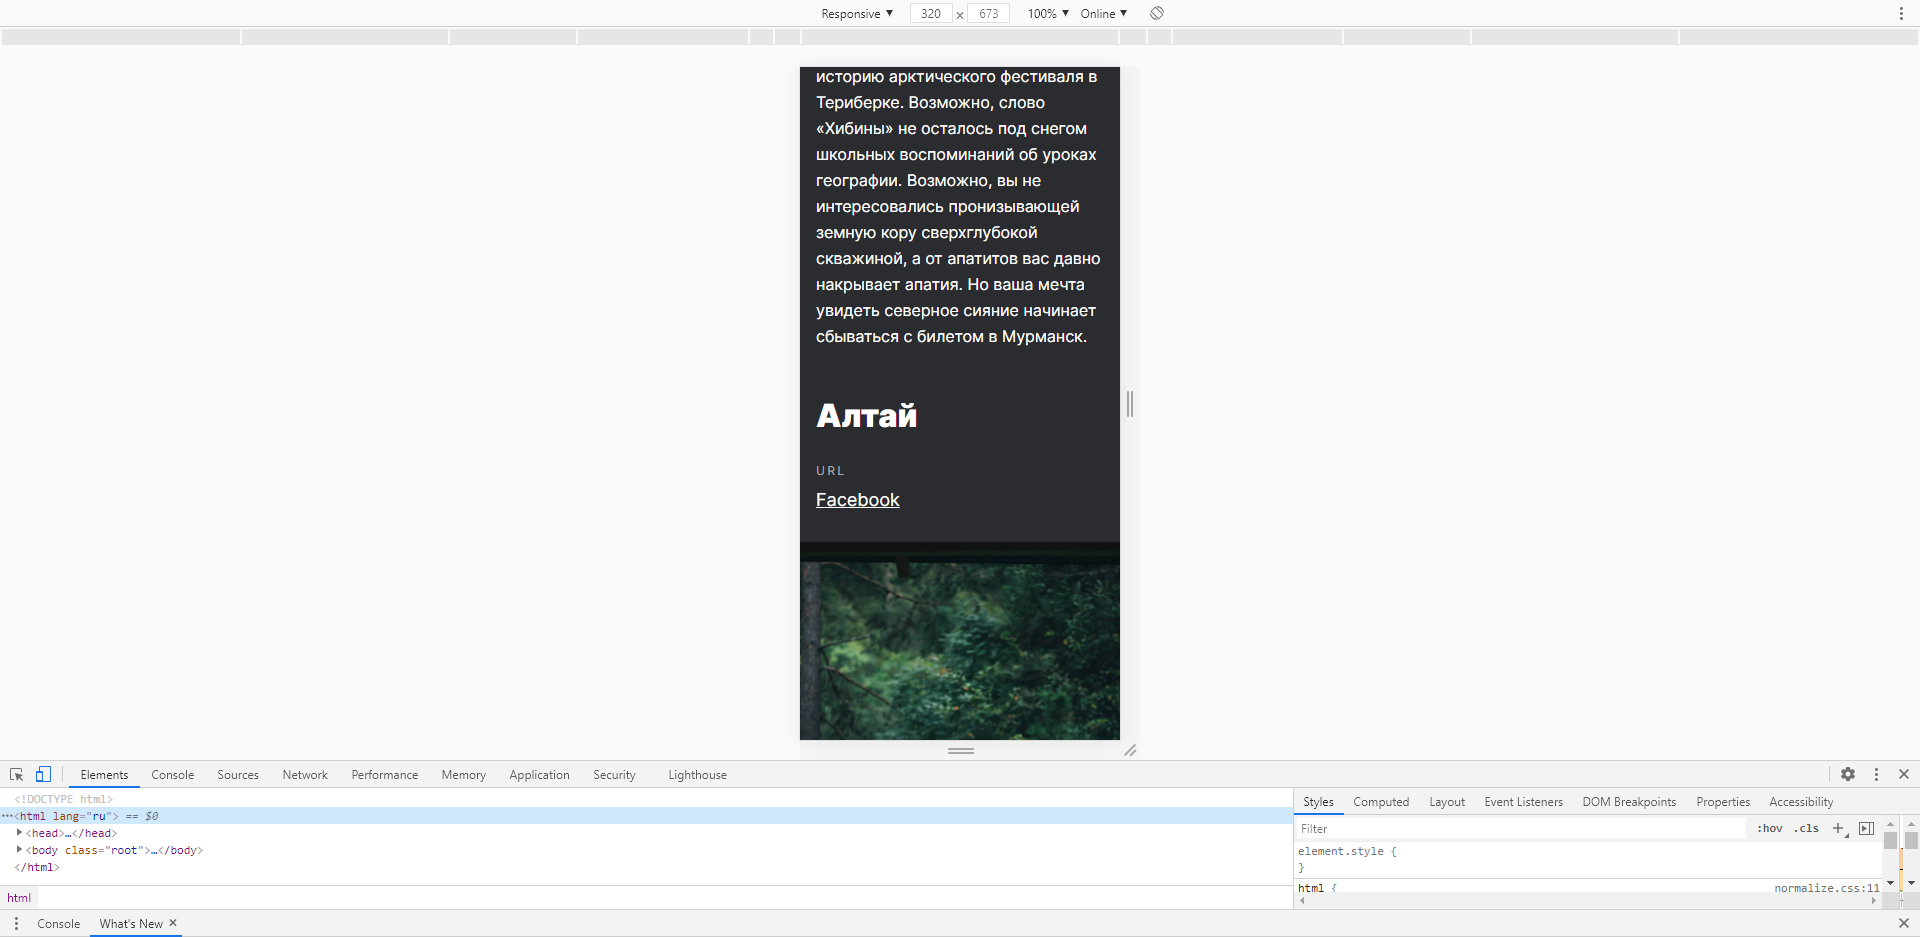 Responsive ▼ 320 × 673 100% ▼ Online ▼
историю арктического фестиваля в
Териберке. Возможно, слово
«Хибины» не осталось под снегом
школьных воспоминаний об уроках
географии. Возможно, вы не
интересовались пронизывающей
земную кору сверхглубокой
скважиной, а от апатитов вас давно
накрывает апатия. Но ваша мечта
увидеть северное сияние начинает
сбываться с билетом в Мурманск.
Алтай
URL
Facebook
Elements Console Sources Network Performance Memory Application Security Lighthouse
<!DOCTYPE html>
<html lang="ru"> == $0
<head>…</head>
<body class="root">…</body>
</html>
html
Styles Computed Layout Event Listeners DOM Breakpoints Properties Accessibility
Filter :hov .cls +
element.style {
}
html { normalize.css:11
Console What's New ×